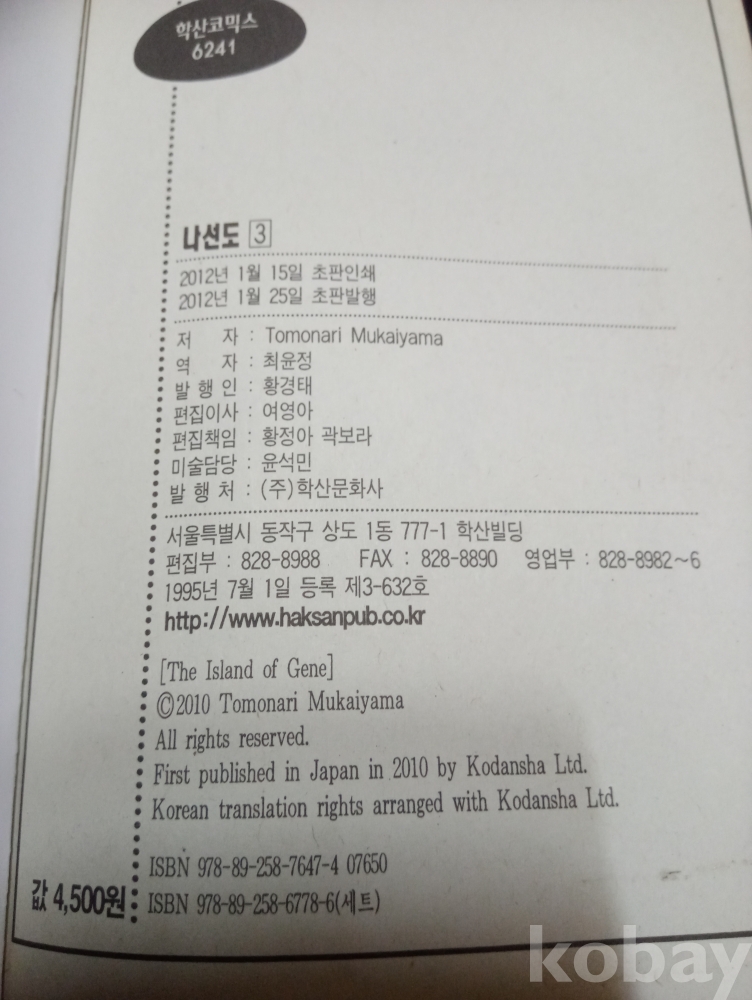 학산코믹스
6241
나선도 3
2012년 1월 15일 초판인쇄
2012년 1월 25일 초판발행
저 자 : Tomonari Mukaiyama
역 자 : 최윤정
발 행 인 : 황경태
편집이사 : 여영아
편집책임 : 황정아 곽보라
미술담당 : 윤석민
발 행 처 : (주)학산문화사
서울특별시 동작구 상도 1동 777-1 학산빌딩
편집부 : 828-8988 FAX : 828-8890 영업부 : 828-8982~6
1995년 7월 1일 등록 제3-632호
http://www.haksanpub.co.kr
[The Island of Gene]
©2010 Tomonari Mukaiyama
All rights reserved.
First published in Japan in 2010 by Kodansha Ltd.
Korean translation rights arranged with Kodansha Ltd.
ISBN 978-89-258-7647-4 07650
값 4,500원 ISBN 978-89-258-6778-6(세트)
kobay